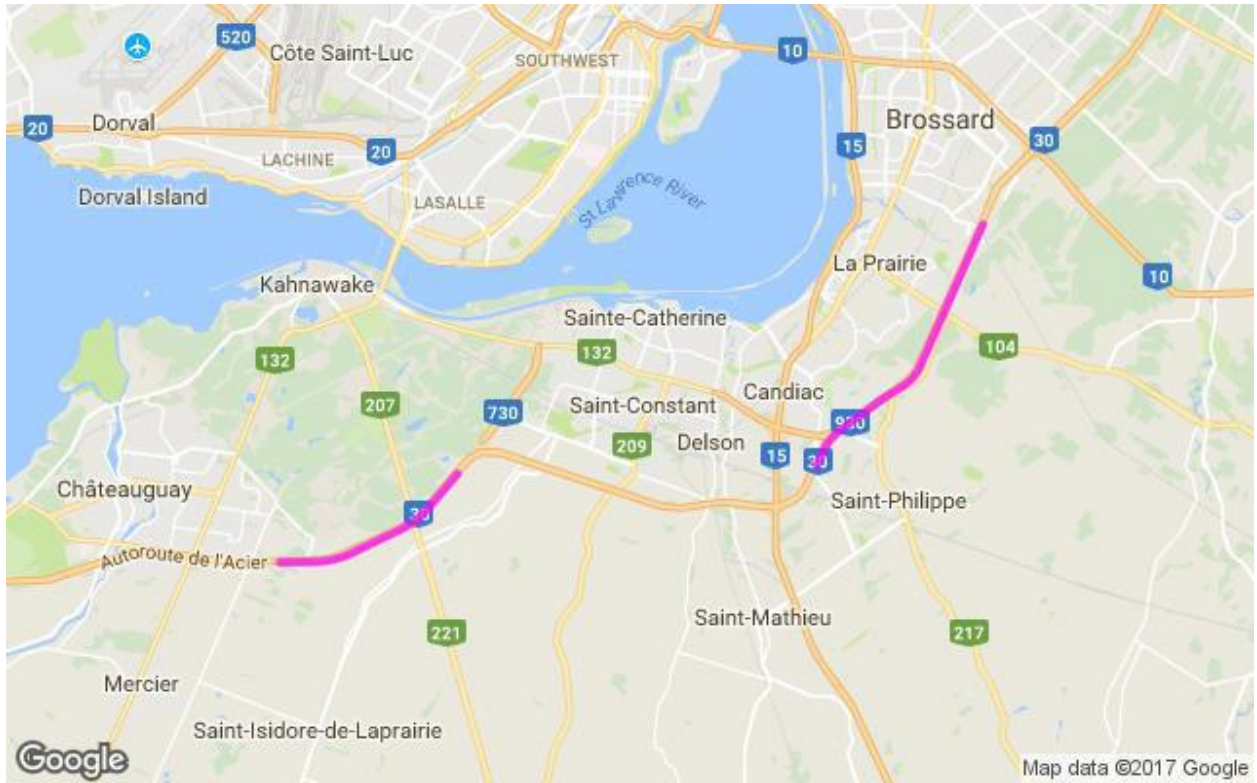 520
Côte Saint-Luc
SOUTHWEST
10
20
Dorval
15
Brossard
30
LACHINE
20
Dorval Island
LASALLE
St Lawrence River
La Prairie
10
Kahnawake
Sainte-Catherine
132
132
104
Candiac
207
730
Saint-Constant
930
209
Delson
15
30
Châteauguay
Saint-Philippe
30
Autoroute de l'Acier
Saint-Mathieu
221
217
Mercier
Saint-Isidore-de-Laprairie
Google
Map data ©2017 Google